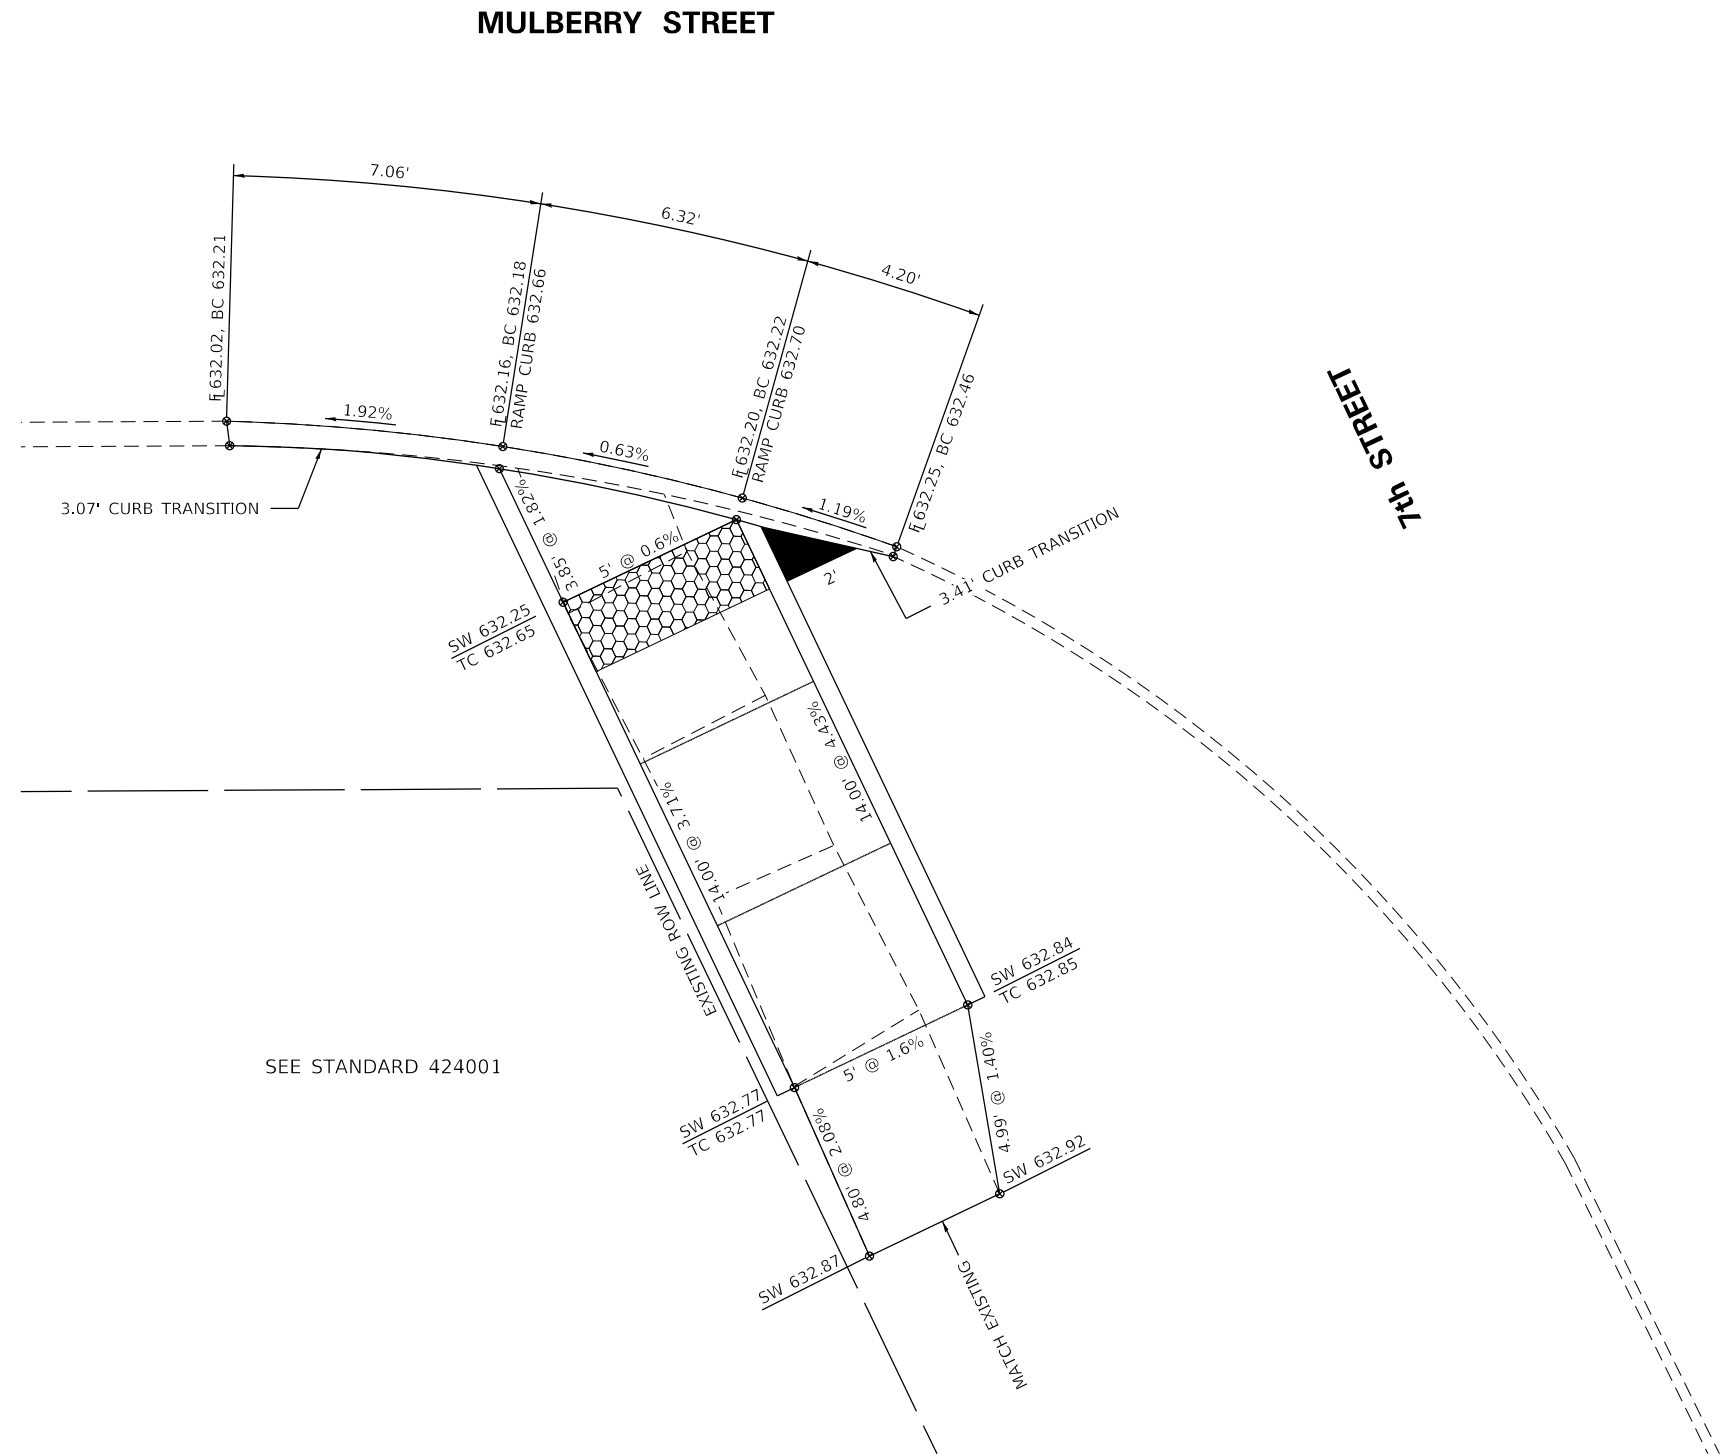 MULBERRY STREET
7.06'
6.32'
4.20'
FL 632.02, BC 632.21
FL 632.16, BC 632.18
RAMP CURB 632.66
FL 632.20, BC 632.22
RAMP CURB 632.70
FL 632.25, BC 632.46
7th STREET
1.92%
0.63%
1.19%
3.07' CURB TRANSITION
3.41' CURB TRANSITION
3.85' @ 1.82%
5' @ 0.6%
2'
SW 632.25
TC 632.65
14.00' @ 4.43%
14.00' @ 3.71%
EXISTING ROW LINE
SW 632.84
TC 632.85
5' @ 1.6%
SEE STANDARD 424001
SW 632.77
TC 632.77
4.99' @ 1.40%
4.80' @ 2.08%
SW 632.92
SW 632.87
MATCH EXISTING